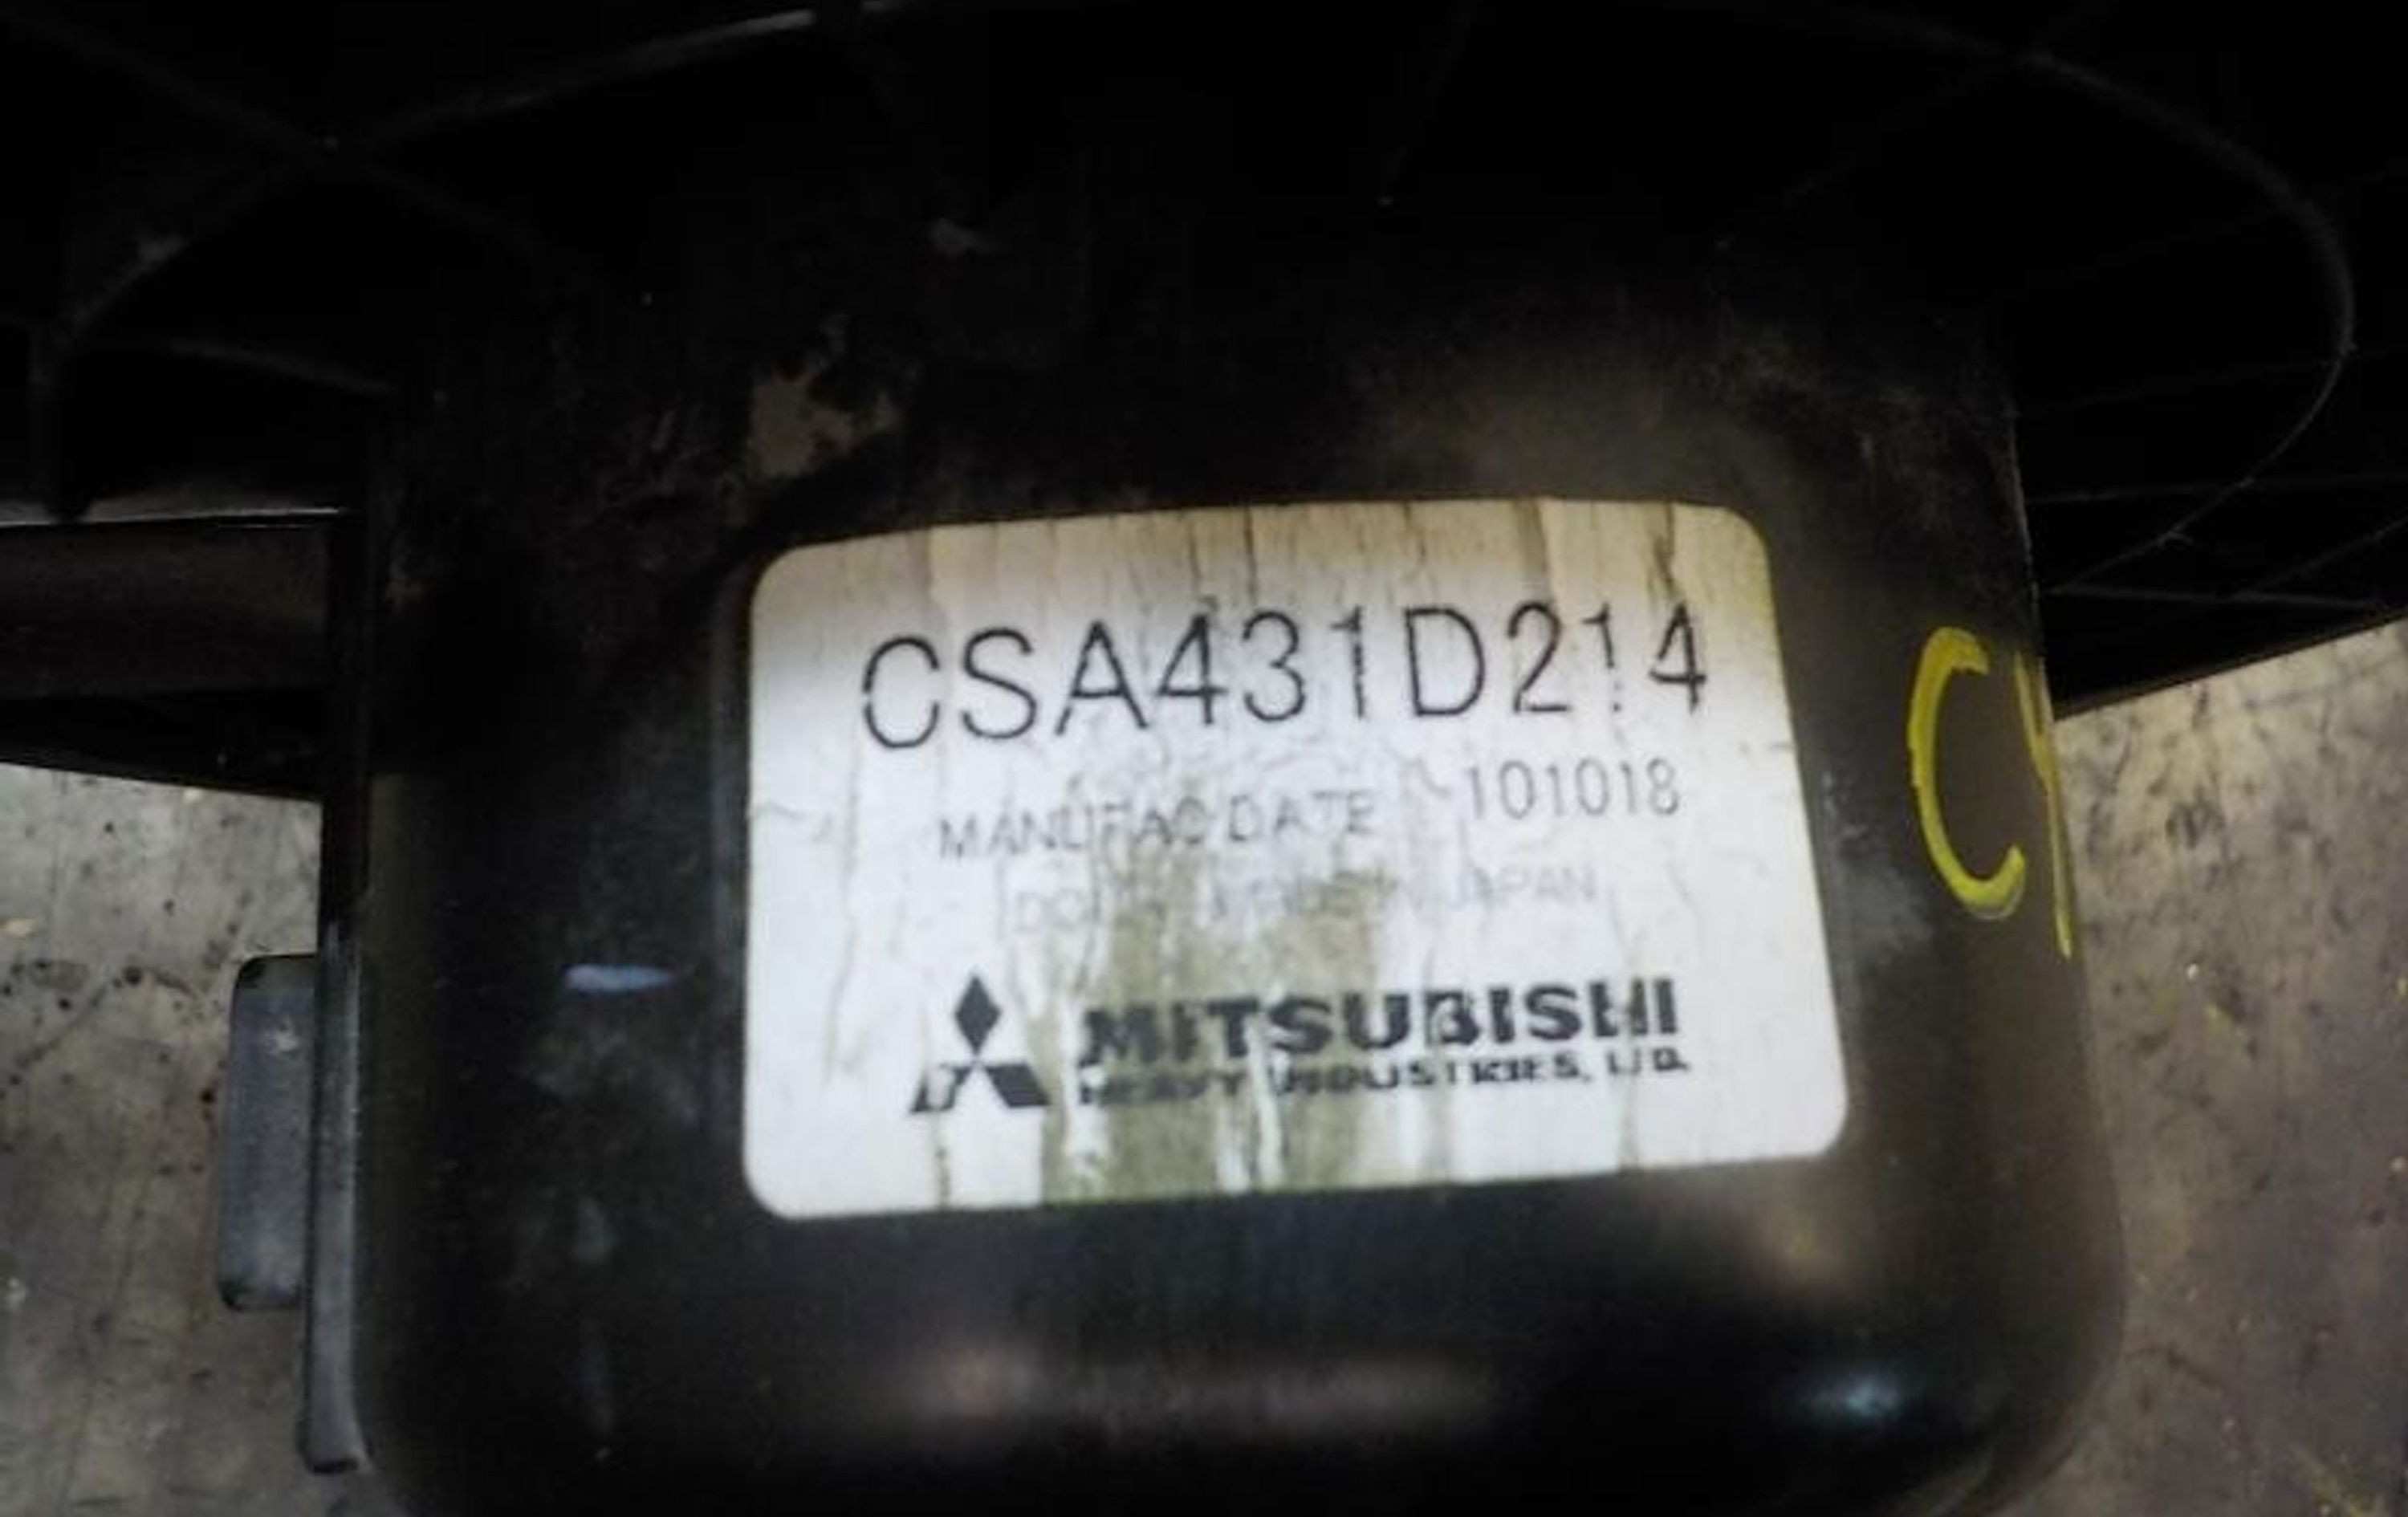 CSA431D214
MANUFAC DATE 101018
JAPAN
MITSUBISHI
HEAVY INDUSTRIES, LTD.